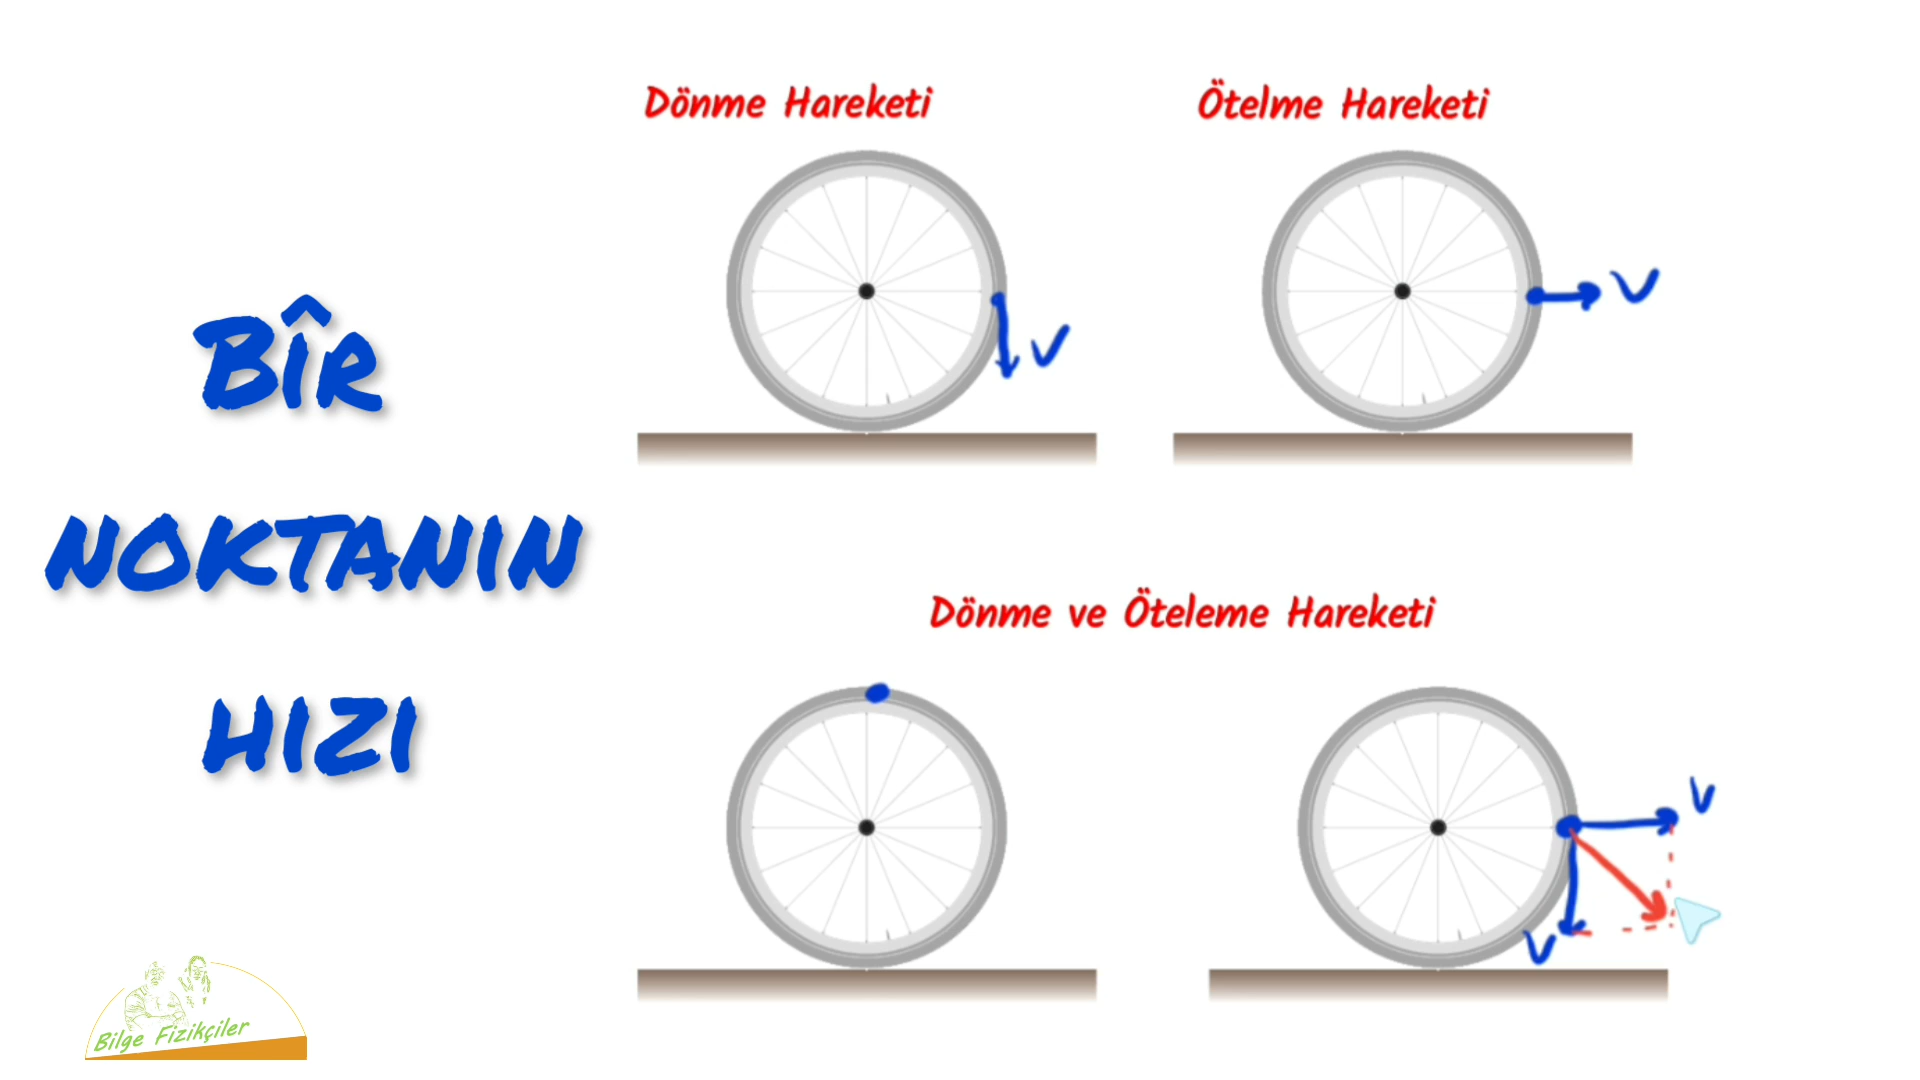 Dönme Hareketi
Ötelme Hareketi
v
v
BÎR
NOKTANIN
HIZI
Dönme ve Öteleme Hareketi
v
v
Bilge Fizikçiler